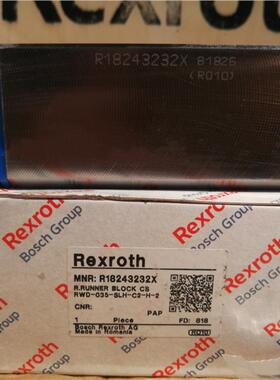 Rexroth
R18243232X 81826
(R010)
Rexroth
Bosch Group
Rexroth
Bosch Group
Rexroth
Bosch Group
Rexroth
MNR: R18243232X
R.RUNNER BLOCK CS
RWD-035-SLH-C2-H-2
CNR:
PAP
1 Piece
FD: 818
Bosch Rexroth AG
Made in Romania
R010